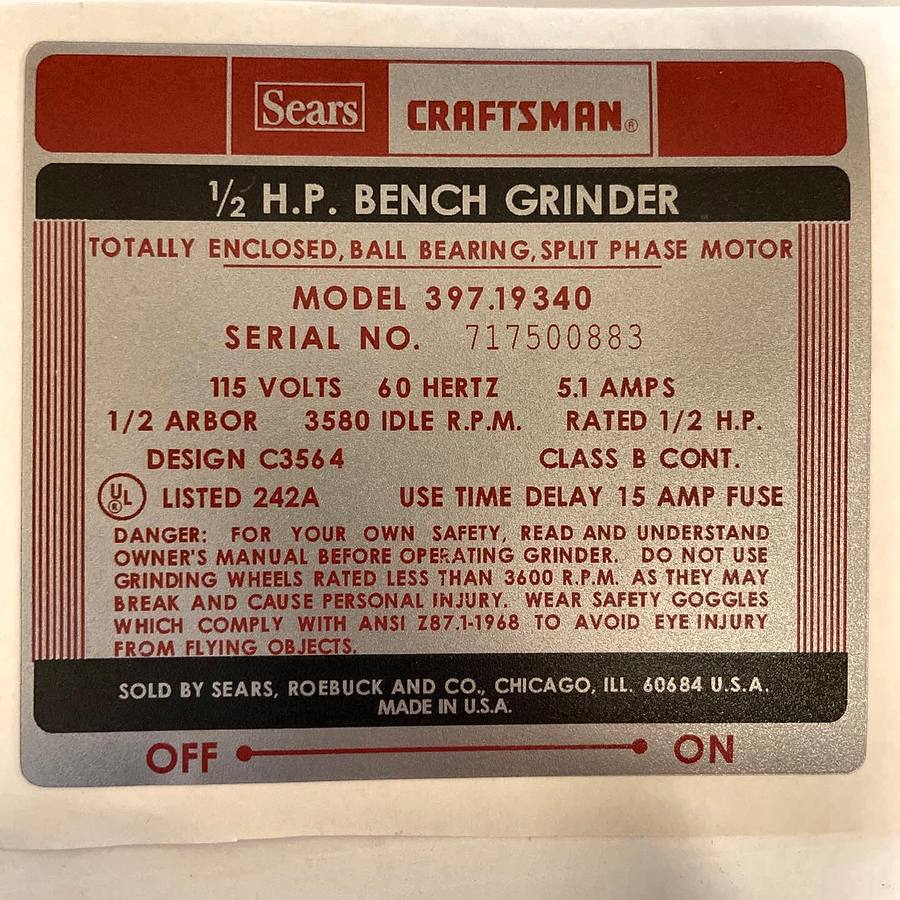 Sears CRAFTSMAN®
1/2 H.P. BENCH GRINDER
TOTALLY ENCLOSED, BALL BEARING, SPLIT PHASE MOTOR
MODEL 397.19340
SERIAL NO. 717500883
115 VOLTS 60 HERTZ 5.1 AMPS
1/2 ARBOR 3580 IDLE R.P.M. RATED 1/2 H.P.
DESIGN C3564 CLASS B CONT.
UL® LISTED 242A USE TIME DELAY 15 AMP FUSE
DANGER: FOR YOUR OWN SAFETY, READ AND UNDERSTAND
OWNER'S MANUAL BEFORE OPERATING GRINDER. DO NOT USE
GRINDING WHEELS RATED LESS THAN 3600 R.P.M. AS THEY MAY
BREAK AND CAUSE PERSONAL INJURY. WEAR SAFETY GOGGLES
WHICH COMPLY WITH ANSI Z87.1-1968 TO AVOID EYE INJURY
FROM FLYING OBJECTS.
SOLD BY SEARS, ROEBUCK AND CO., CHICAGO, ILL. 60684 U.S.A.
MADE IN U.S.A.
OFF ON